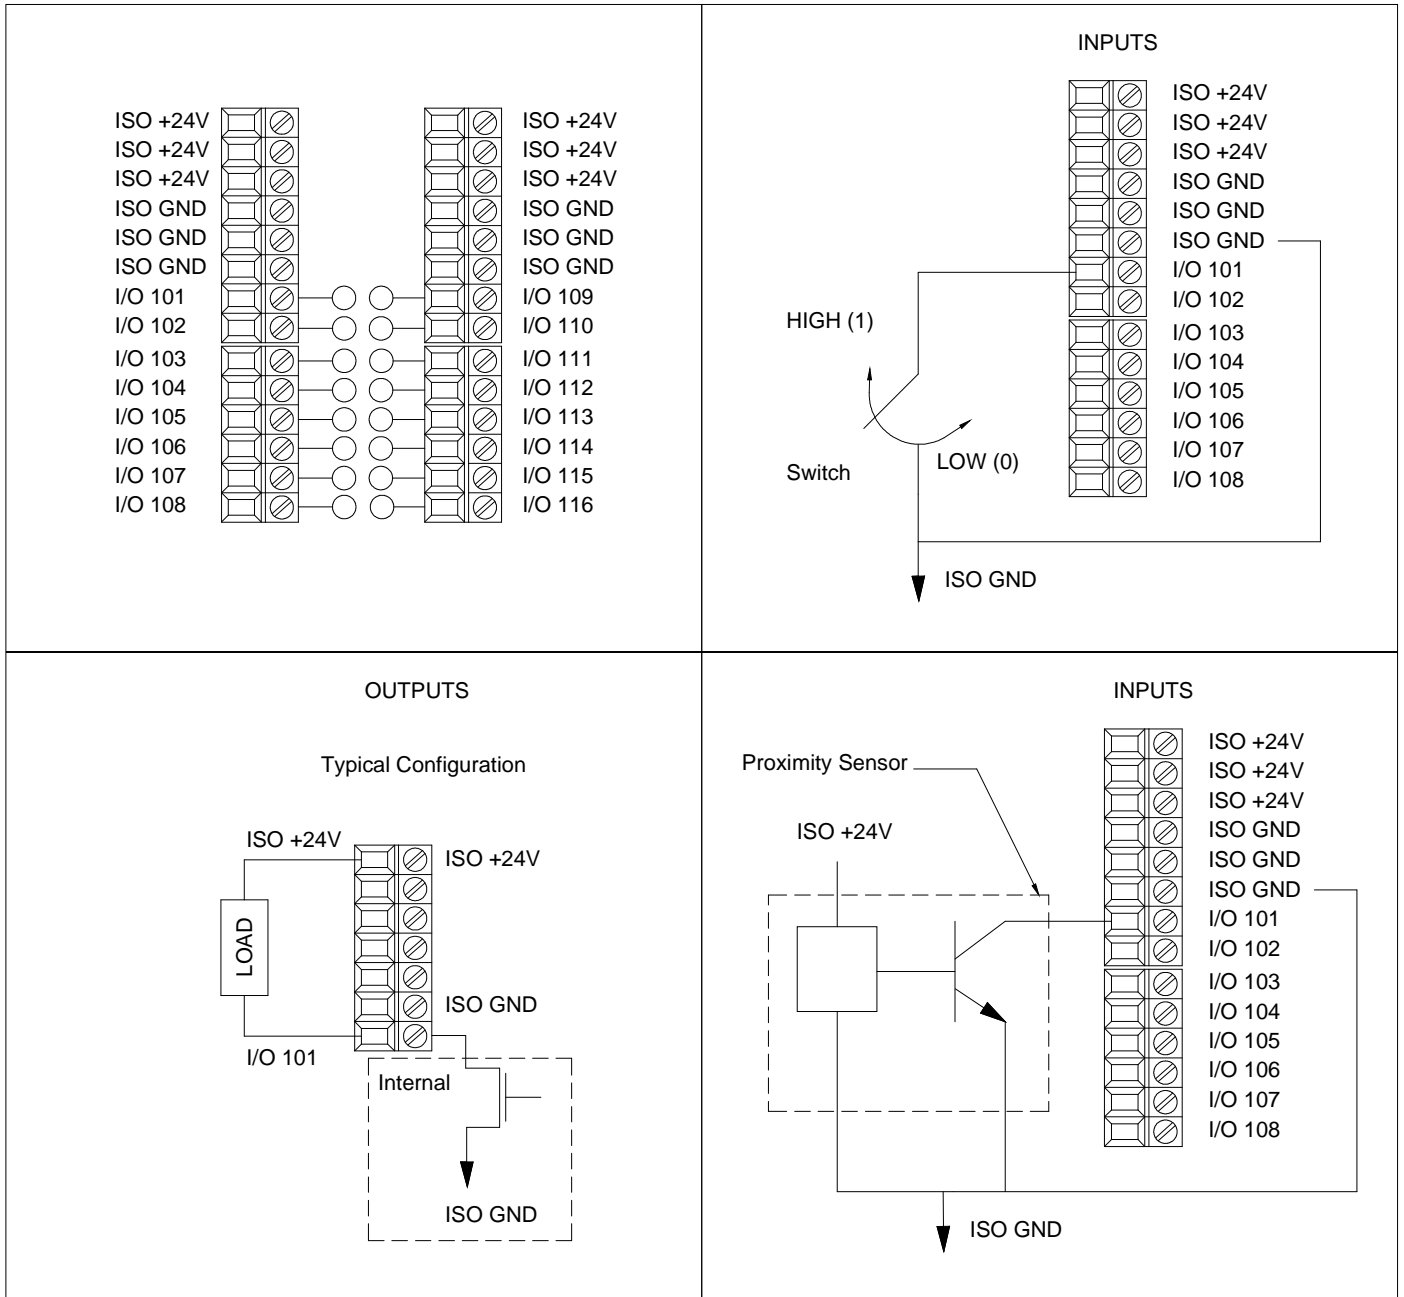 ISO +24V
ISO +24V
ISO +24V
ISO GND
ISO GND
ISO GND
I/O 101
I/O 102
I/O 103
I/O 104
I/O 105
I/O 106
I/O 107
I/O 108
ISO +24V
ISO +24V
ISO +24V
ISO GND
ISO GND
ISO GND
I/O 109
I/O 110
I/O 111
I/O 112
I/O 113
I/O 114
I/O 115
I/O 116
INPUTS
ISO +24V
ISO +24V
ISO +24V
ISO GND
ISO GND
ISO GND
I/O 101
I/O 102
I/O 103
I/O 104
I/O 105
I/O 106
I/O 107
I/O 108
HIGH (1)
LOW (0)
Switch
ISO GND
OUTPUTS
Typical Configuration
ISO +24V
ISO +24V
LOAD
ISO GND
I/O 101
Internal
ISO GND
INPUTS
Proximity Sensor
ISO +24V
ISO +24V
ISO +24V
ISO +24V
ISO GND
ISO GND
ISO GND
I/O 101
I/O 102
I/O 103
I/O 104
I/O 105
I/O 106
I/O 107
I/O 108
ISO GND